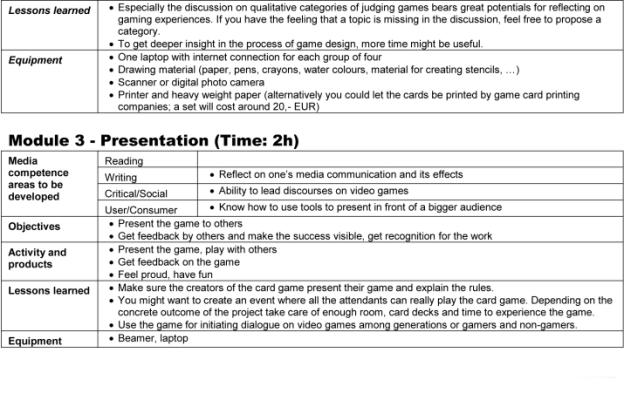 Lessons learned
• Especially the discussion on qualitative categories of judging games bears great potentials for reflecting on
gaming experiences. If you have the feeling that a topic is missing in the discussion, feel free to propose a
category.
• To get deeper insight in the process of game design, more time might be useful.
Equipment
• One laptop with internet connection for each group of four
• Drawing material (paper, pens, crayons, water colours, material for creating stencils, …)
• Scanner or digital photo camera
• Printer and heavy weight paper (alternatively you could let the cards be printed by game card printing
companies; a set will cost around 20,- EUR)
Module 3 - Presentation (Time: 2h)
Media
competence
areas to be
developed
Reading
Writing
• Reflect on one's media communication and its effects
Critical/Social
• Ability to lead discourses on video games
User/Consumer
• Know how to use tools to present in front of a bigger audience
Objectives
• Present the game to others
• Get feedback by others and make the success visible, get recognition for the work
Activity and
products
• Present the game, play with others
• Get feedback on the game
• Feel proud, have fun
Lessons learned
• Make sure the creators of the card game present their game and explain the rules.
• You might want to create an event where all the attendants can really play the card game. Depending on the
concrete outcome of the project take care of enough room, card decks and time to experience the game.
• Use the game for initiating dialogue on video games among generations or gamers and non-gamers.
Equipment
• Beamer, laptop